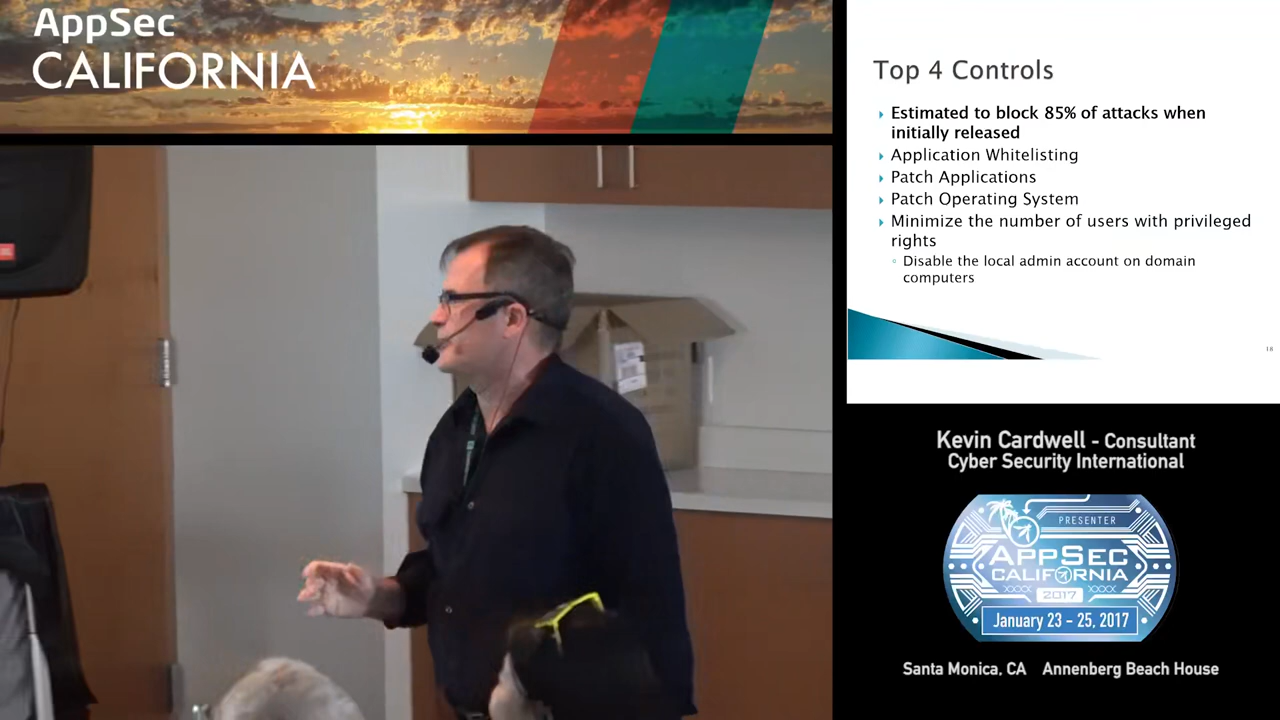 AppSec
CALIFORNIA
Top 4 Controls
Estimated to block 85% of attacks when
initially released
Application Whitelisting
Patch Applications
Patch Operating System
Minimize the number of users with privileged
rights
Disable the local admin account on domain
computers
18
Kevin Cardwell - Consultant
Cyber Security International
PRESENTER
APPSEC
CALIFORNIA
2017
January 23 - 25, 2017
Santa Monica, CA Annenberg Beach House